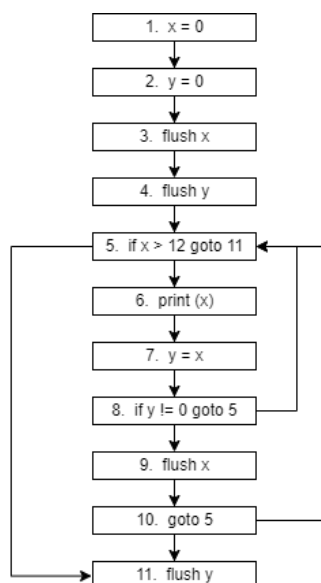 1. x = 0
2. y = 0
3. flush x
4. flush y
5. if x > 12 goto 11
6. print (x)
7. y = x
8. if y != 0 goto 5
9. flush x
10. goto 5
11. flush y